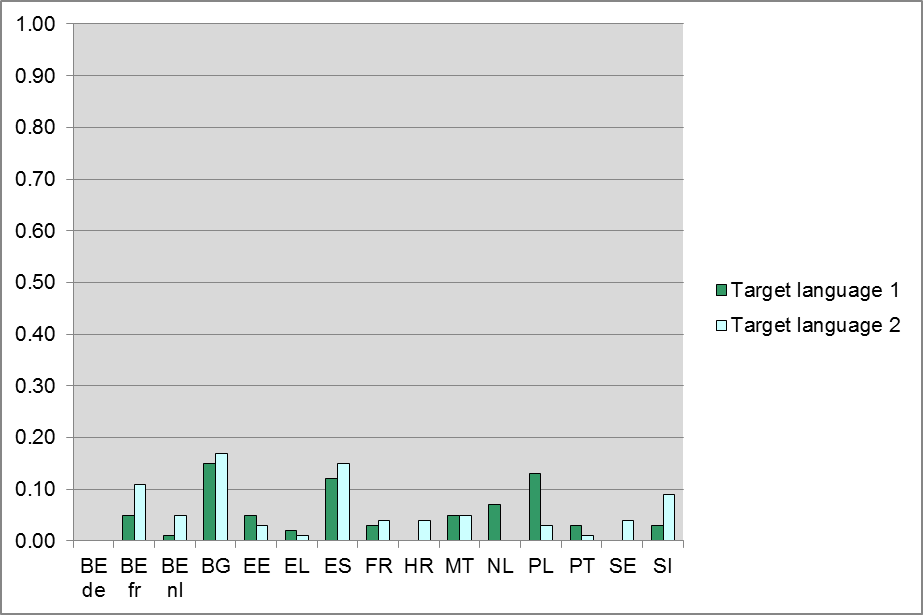 1.00
0.90
0.80
0.70
0.60
0.50
0.40
0.30
0.20
0.10
0.00
BE de
BE fr
BE nl
BG
EE
EL
ES
FR
HR
MT
NL
PL
PT
SE
SI
Target language 1
Target language 2